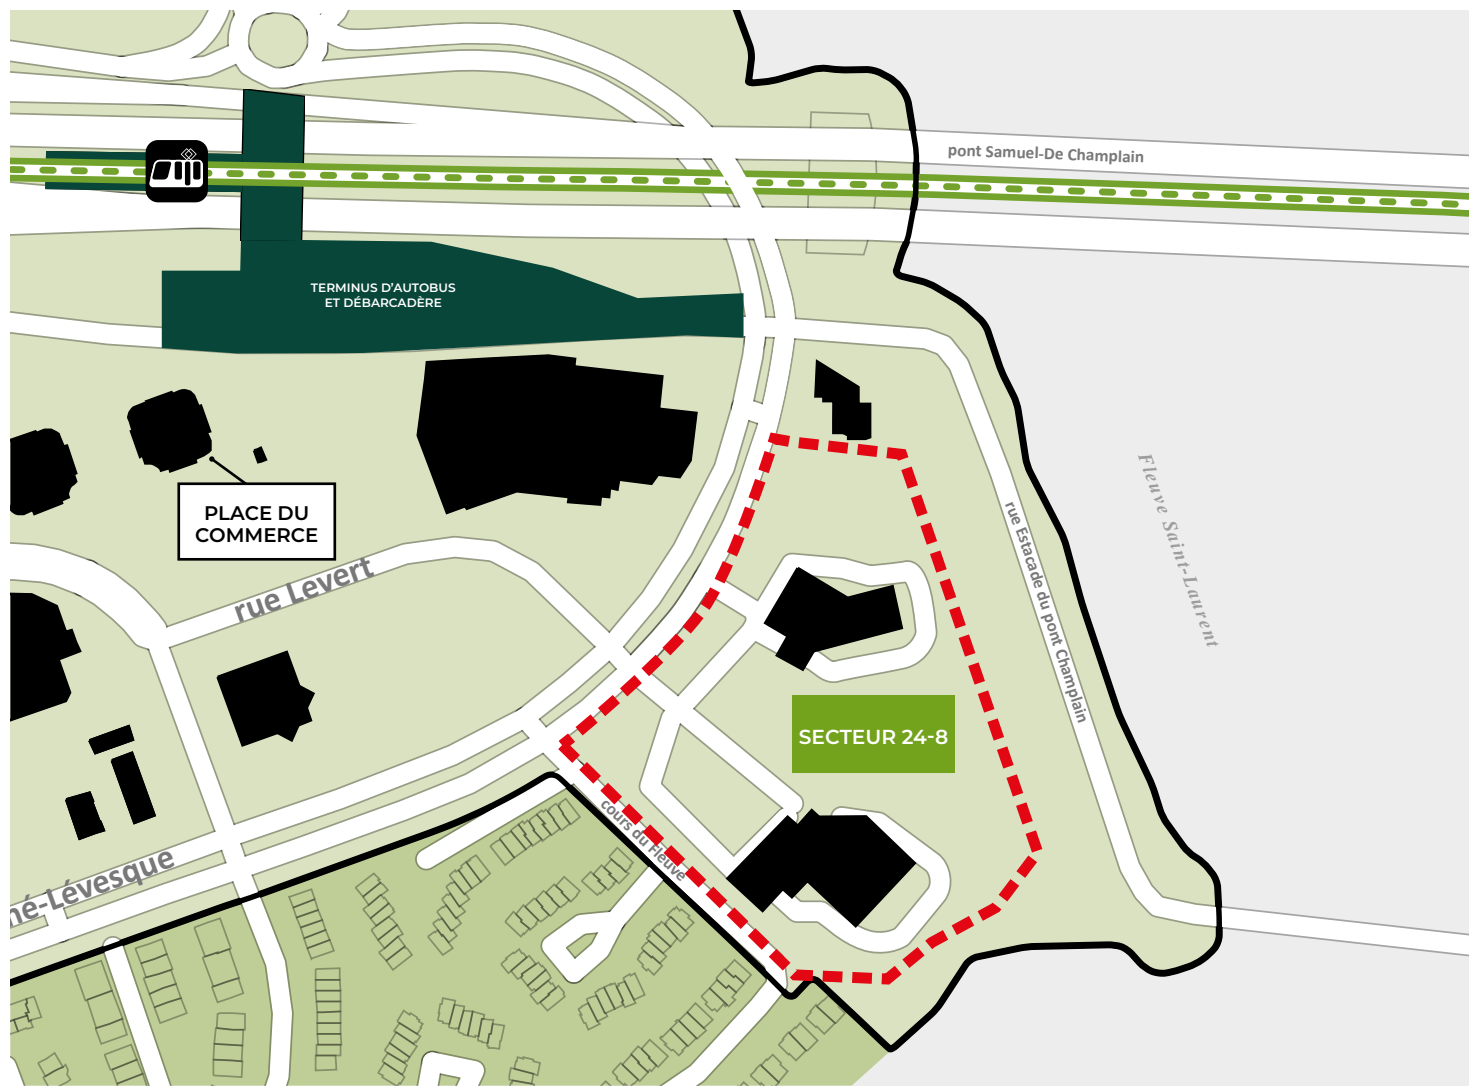 pont Samuel-De Champlain
TERMINUS D'AUTOBUS
ET DÉBARCADÈRE
PLACE DU
COMMERCE
rue Levert
Fleuve Saint-Laurent
rue Estacade du pont Champlain
SECTEUR 24-8
cours du Fleuve
né-Lévesque